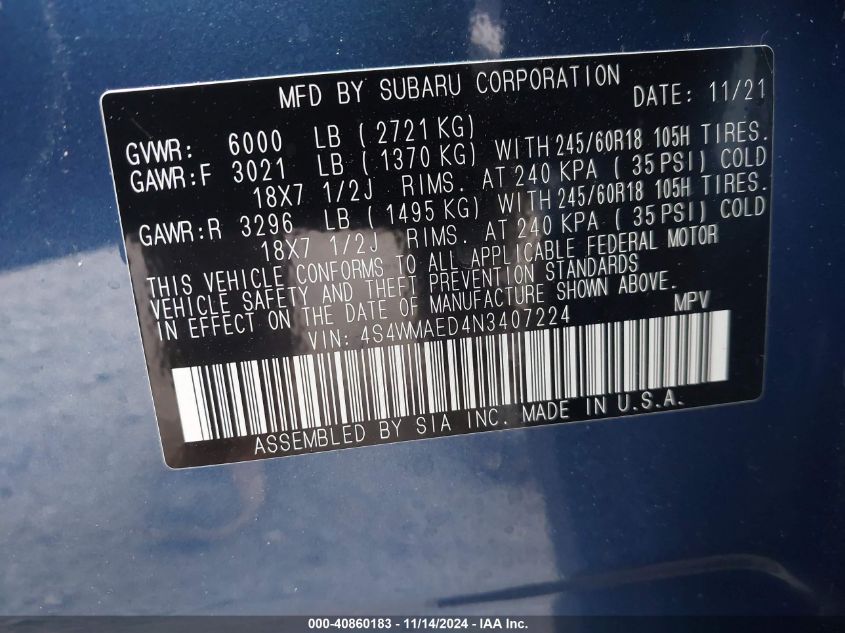 MFD BY SUBARU CORPORATION DATE: 11/21
GVWR: 6000 LB ( 2721 KG)
GAWR:F 3021 LB ( 1370 KG) WITH 245/60R18 105H TIRES.
18X7 1/2J RIMS. AT 240 KPA ( 35 PSI) COLD
GAWR:R 3296 LB ( 1495 KG) WITH 245/60R18 105H TIRES.
18X7 1/2J RIMS. AT 240 KPA ( 35 PSI) COLD
THIS VEHICLE CONFORMS TO ALL APPLICABLE FEDERAL MOTOR
VEHICLE SAFETY AND THEFT PREVENTION STANDARDS
IN EFFECT ON THE DATE OF MANUFACTURE SHOWN ABOVE.
VIN: 4S4WMAED4N3407224 MPV
ASSEMBLED BY SIA INC. MADE IN U.S.A.
000-40860183 - 11/14/2024 - IAA Inc.